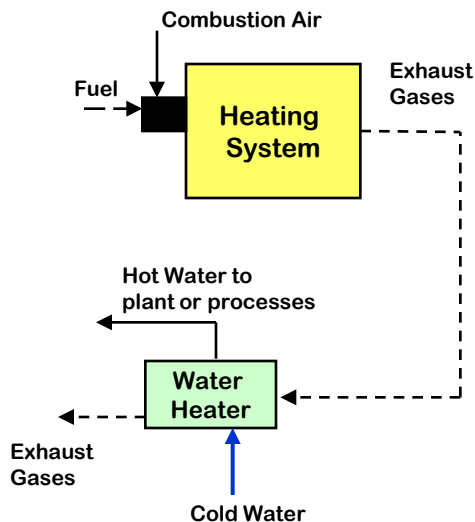 Combustion Air
Fuel
Heating
System
Exhaust
Gases
Hot Water to
plant or processes
Water
Heater
Exhaust
Gases
Cold Water